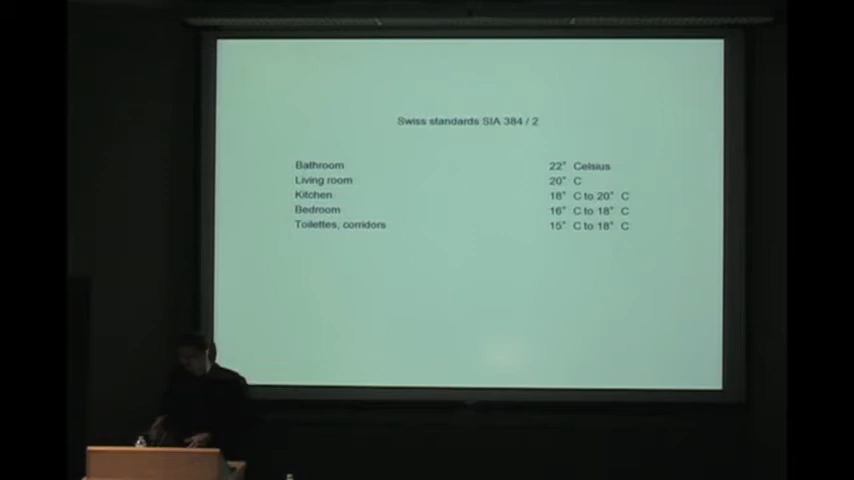 Swiss standards SIA 384 / 2
Bathroom 22° Celsius
Living room 20° C
Kitchen 18° C to 20° C
Bedroom 16° C to 18° C
Toilettes, corridors 15° C to 18° C